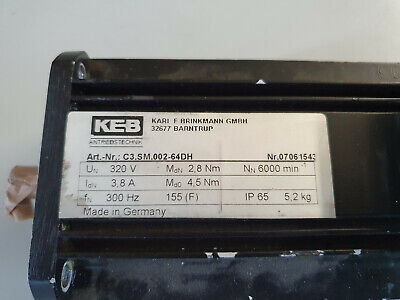 KEB
ANTRIEBSTECHNIK
KARL E BRINKMANN GMBH
32677 BARNTRUP
Art.-Nr.: C3.SM.002-64DH Nr.07061543
UN 320 V MdN 2,8 Nm NN 6000 min-1
IdN 3,8 A Md0 4,5 Nm
fN 300 Hz 155 (F) IP 65 5,2 kg
Made in Germany